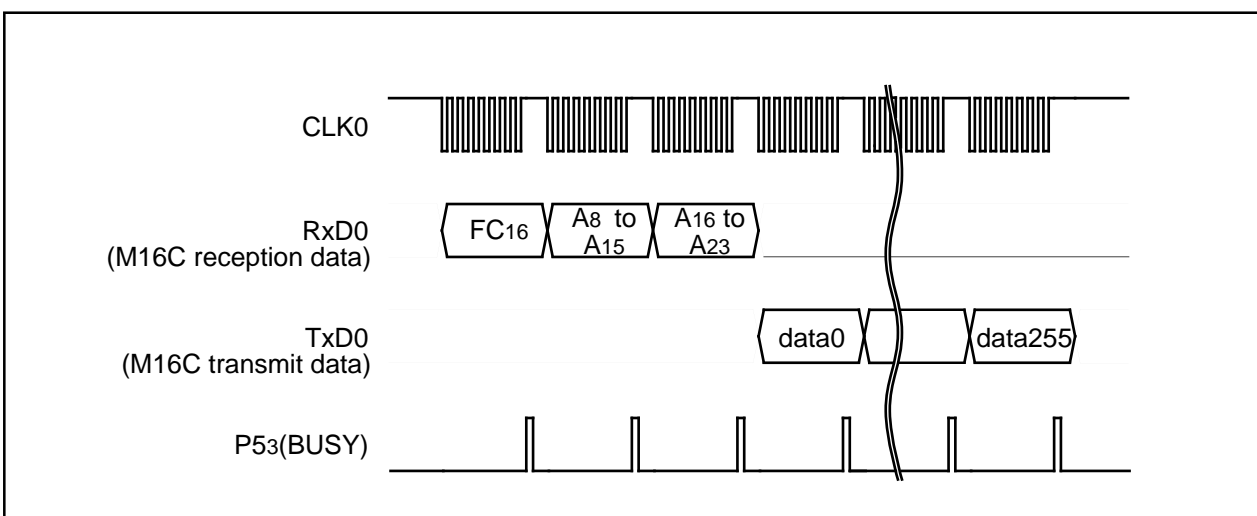 CLK0
RxD0
(M16C reception data)
FC16
A8 to
A15
A16 to
A23
TxD0
(M16C transmit data)
data0
data255
P53(BUSY)